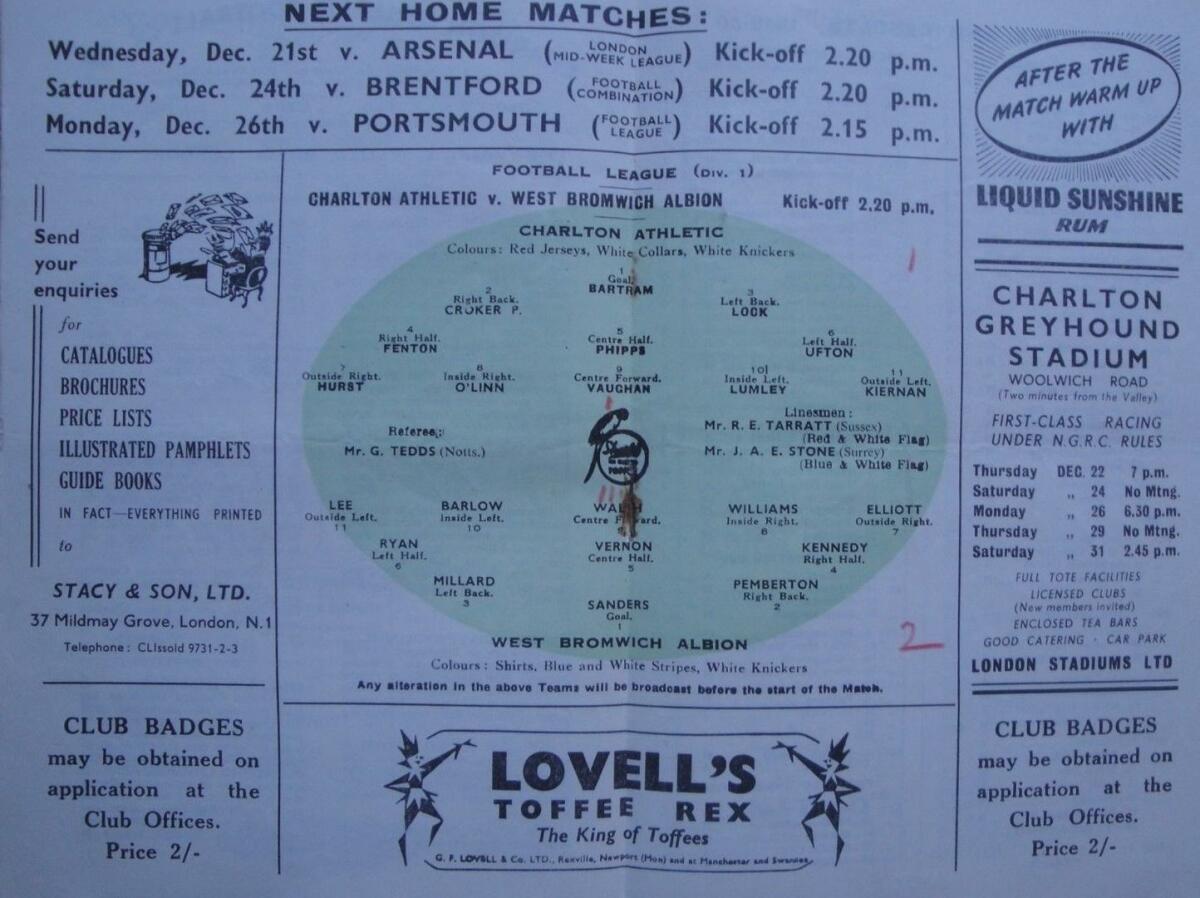 NEXT HOME MATCHES:
Wednesday, Dec. 21st v. ARSENAL (LONDON MID-WEEK LEAGUE) Kick-off 2.20 p.m.
Saturday, Dec. 24th v. BRENTFORD (FOOTBALL COMBINATION) Kick-off 2.20 p.m.
Monday, Dec. 26th v. PORTSMOUTH (FOOTBALL LEAGUE) Kick-off 2.15 p.m.
Send
your
enquiries
for
CATALOGUES
BROCHURES
PRICE LISTS
ILLUSTRATED PAMPHLETS
GUIDE BOOKS
IN FACT—EVERYTHING PRINTED
to
STACY & SON, LTD.
37 Mildmay Grove, London, N.1
Telephone: CLIssold 9731-2-3
CLUB BADGES
may be obtained on
application at the
Club Offices.
Price 2/-
FOOTBALL LEAGUE (DIV. 1)
CHARLTON ATHLETIC v. WEST BROMWICH ALBION Kick-off 2.20 p.m.
CHARLTON ATHLETIC
Colours: Red Jerseys, White Collars, White Knickers
1
1
Goal.
BARTRAM
2
Right Back.
CROKER P.
3
Left Back.
LOCK
4
Right Half.
FENTON
5
Centre Half.
PHIPPS
6
Left Half.
UFTON
7
Outside Right.
HURST
8
Inside Right.
O'LINN
9
Centre Forward.
VAUGHAN
10
Inside Left.
LUMLEY
11
Outside Left.
KIERNAN
Referee:
Mr. G. TEDDS (Notts.)
Linesmen:
Mr. R. E. TARRATT (Sussex)
(Red & White Flag)
Mr. J. A. E. STONE (Surrey)
(Blue & White Flag)
LEE
Outside Left.
11
BARLOW
Inside Left.
10
Centre
9
WILLIAMS
Inside Right.
8
ELLIOTT
Outside Right.
7
RYAN
Left Half.
6
VERNON
Centre Half.
5
KENNEDY
Right Half.
4
MILLARD
Left Back.
3
PEMBERTON
Right Back.
2
SANDERS
Goal.
1
2
WEST BROMWICH ALBION
Colours: Shirts, Blue and White Stripes, White Knickers
Any alteration in the above Teams will be broadcast before the start of the Match.
LOVELL'S
TOFFEE REX
The King of Toffees
G. F. LOVELL & Co. LTD., Rexville, Newport (Mon) and at Manchester and Swansea
AFTER THE
MATCH WARM UP
WITH
LIQUID SUNSHINE
RUM
CHARLTON
GREYHOUND
STADIUM
WOOLWICH ROAD
(Two minutes from the Valley)
FIRST-CLASS RACING
UNDER N.G.R.C. RULES
Thursday DEC. 22 7 p.m.
Saturday „ 24 No Mtng.
Monday „ 26 6.30 p.m.
Thursday „ 29 No Mtng.
Saturday „ 31 2.45 p.m.
FULL TOTE FACILITIES
LICENSED CLUBS
(New members invited)
ENCLOSED TEA BARS
GOOD CATERING · CAR PARK
LONDON STADIUMS LTD
CLUB BADGES
may be obtained on
application at the
Club Offices.
Price 2/-